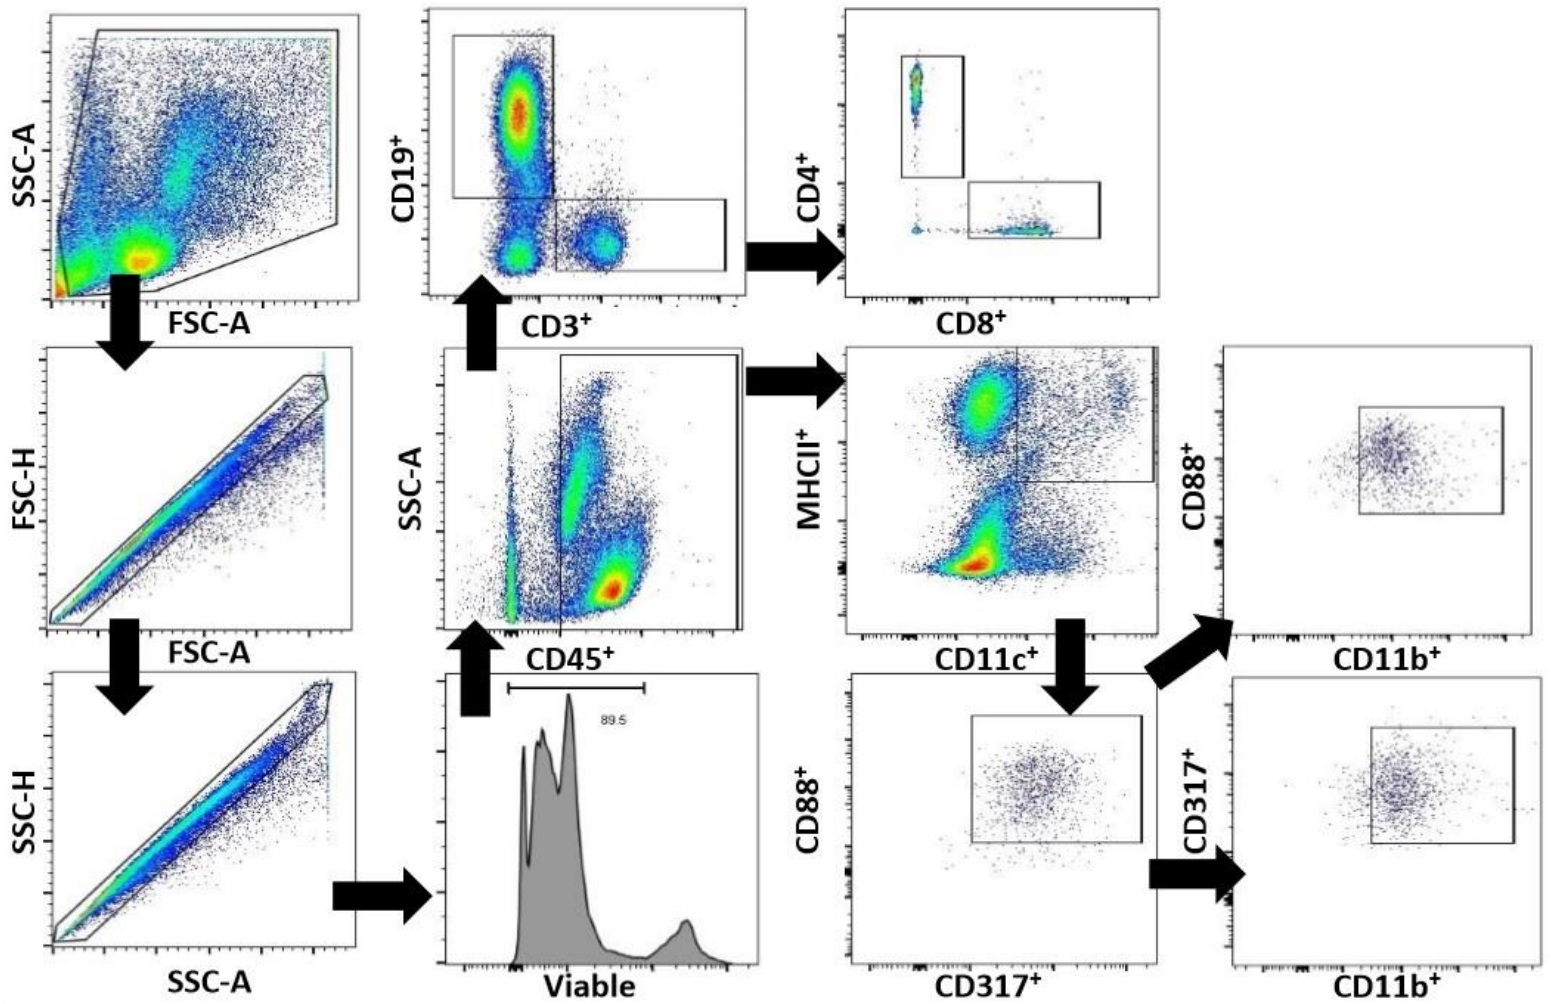 SSC-A
FSC-A
CD19⁺
CD3⁺
CD4⁺
CD8⁺
FSC-H
FSC-A
SSC-A
CD45⁺
MHCII⁺
CD11c⁺
CD88⁺
CD11b⁺
SSC-H
SSC-A
89.5
Viable
CD88⁺
CD317⁺
CD317⁺
CD11b⁺